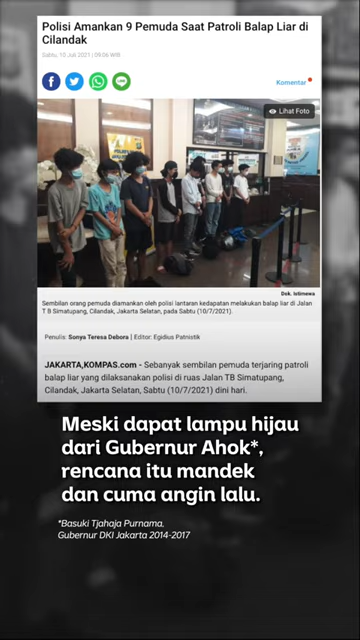 Polisi Amankan 9 Pemuda Saat Patroli Balap Liar di
Cilandak
Sabtu, 10 Juli 2021 | 09:06 WIB
Komentar
Lihat Foto
Dok. Istimewa
Sembilan orang pemuda diamankan oleh polisi lantaran kedapatan melakukan balap liar di Jalan
T B Simatupang, Cilandak, Jakarta Selatan, pada Sabtu (10/7/2021).
Penulis: Sonya Teresa Debora | Editor: Egidius Patnistik
JAKARTA,KOMPAS.com - Sebanyak sembilan pemuda terjaring patroli
balap liar yang dilaksanakan polisi di ruas Jalan TB Simatupang,
Cilandak, Jakarta Selatan, Sabtu (10/7/2021) dini hari.
Meski dapat lampu hijau
dari Gubernur Ahok*,
rencana itu mandek
dan cuma angin lalu.
*Basuki Tjahaja Purnama.
Gubernur DKI Jakarta 2014-2017